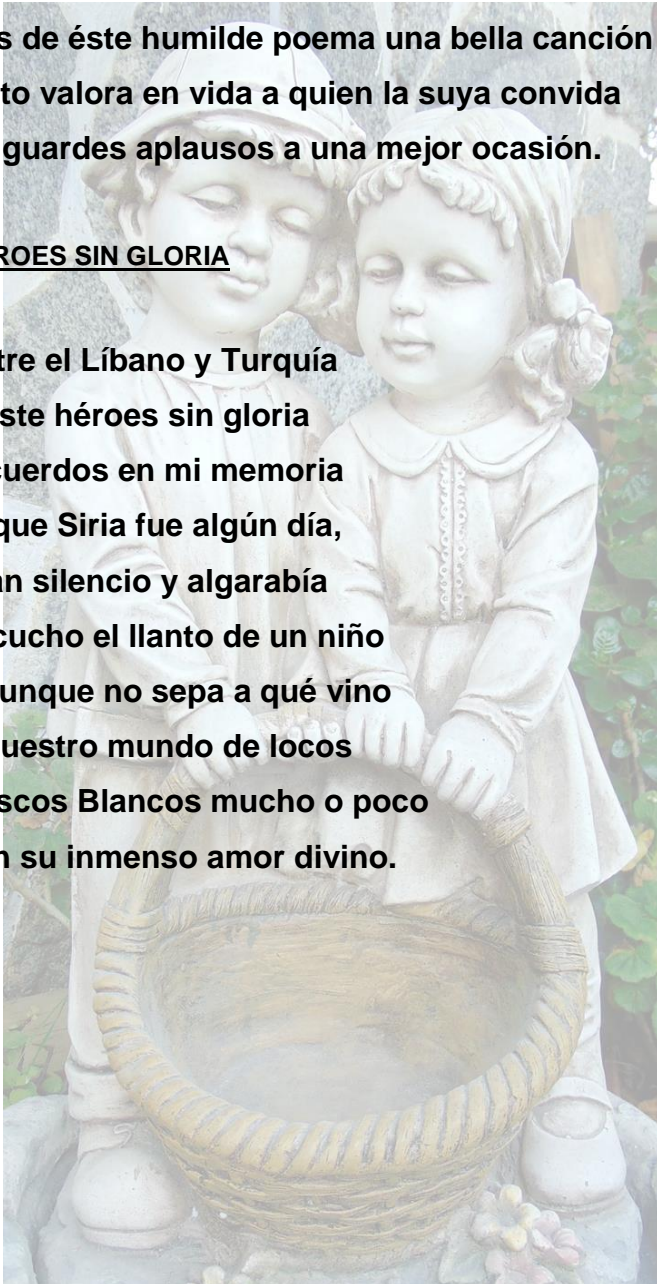 s de éste humilde poema una bella canción
to valora en vida a quien la suya convida
guardes aplausos a una mejor ocasión.
ROES SIN GLORIA
tre el Líbano y Turquía
ste héroes sin gloria
cuerdos en mi memoria
que Siria fue algún día,
an silencio y algarabía
cucho el llanto de un niño
unque no sepa a qué vino
uestro mundo de locos
scos Blancos mucho o poco
n su inmenso amor divino.